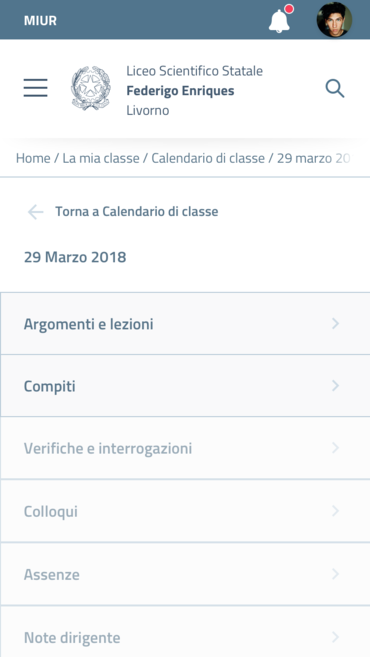 MIUR
Liceo Scientifico Statale
Federigo Enriques
Livorno
Home / La mia classe / Calendario di classe / 29 marzo 20
Torna a Calendario di classe
29 Marzo 2018
Argomenti e lezioni
Compiti
Verifiche e interrogazioni
Colloqui
Assenze
Note dirigente